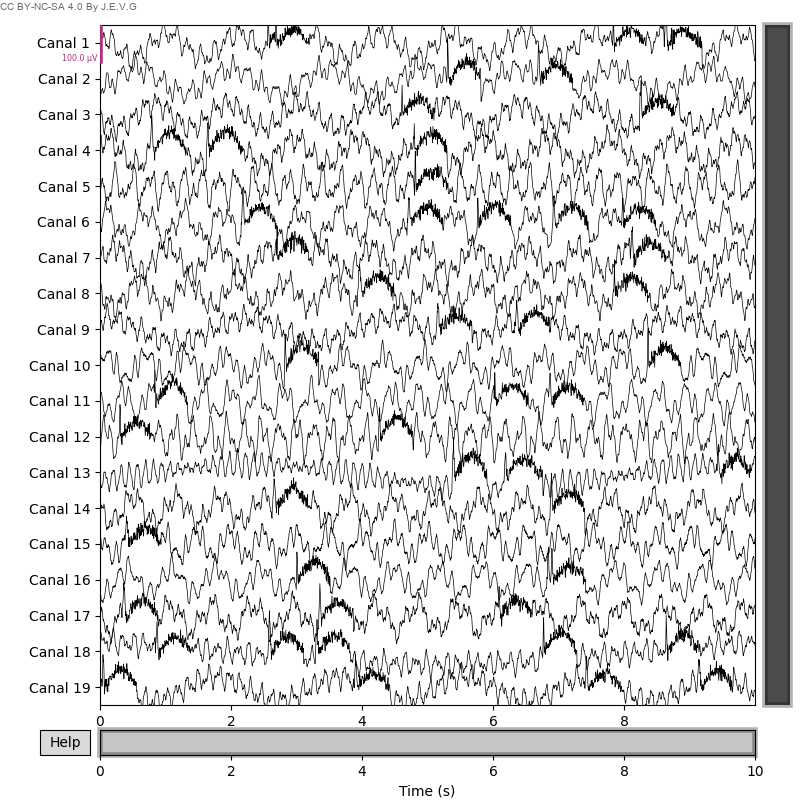 CC BY-NC-SA 4.0 By J.E.V.G
Canal 1
100.0 µV
Canal 2
Canal 3
Canal 4
Canal 5
Canal 6
Canal 7
Canal 8
Canal 9
Canal 10
Canal 11
Canal 12
Canal 13
Canal 14
Canal 15
Canal 16
Canal 17
Canal 18
Canal 19
0 2 4 6 8
Help
0 2 4 6 8 10
Time (s)